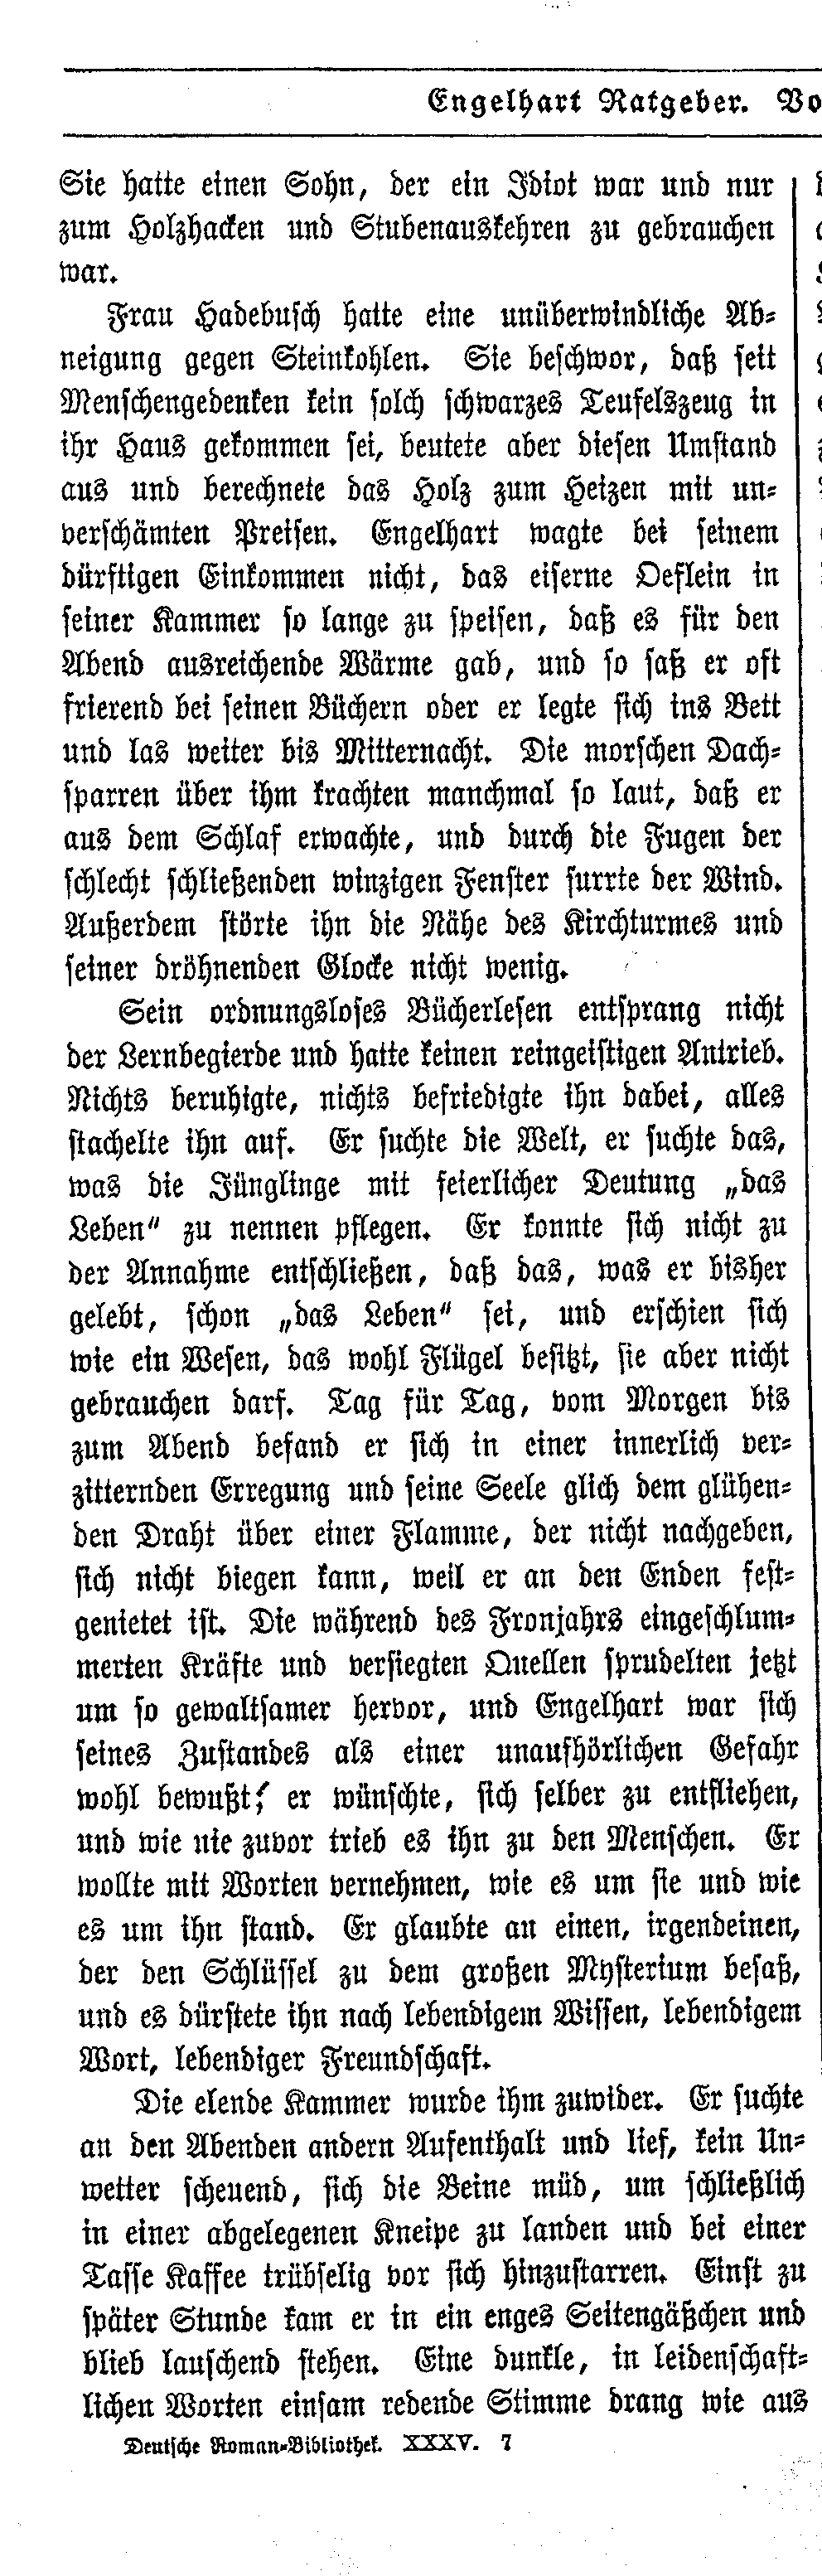 Engelhart Ratgeber. Vo
Sie hatte einen Sohn, der ein Idiot war und nur
zum Holzhacken und Stubenauskehren zu gebrauchen
war.
Frau Hadebusch hatte eine unüberwindliche Ab-
neigung gegen Steinkohlen. Sie beschwor, daß seit
Menschengedenken kein solch schwarzes Teufelszeug in
ihr Haus gekommen sei, beutete aber diesen Umstand
aus und berechnete das Holz zum Heizen mit un-
verschämten Preisen. Engelhart wagte bei seinem
dürftigen Einkommen nicht, das eiserne Oeflein in
seiner Kammer so lange zu speisen, daß es für den
Abend ausreichende Wärme gab, und so saß er oft
frierend bei seinen Büchern oder er legte sich ins Bett
und las weiter bis Mitternacht. Die morschen Dach-
sparren über ihm krachten manchmal so laut, daß er
aus dem Schlaf erwachte, und durch die Fugen der
schlecht schließenden winzigen Fenster surrte der Wind.
Außerdem störte ihn die Nähe des Kirchturmes und
seiner dröhnenden Glocke nicht wenig.
Sein ordnungsloses Bücherlesen entsprang nicht
der Lernbegierde und hatte keinen reingeistigen Antrieb.
Nichts beruhigte, nichts befriedigte ihn dabei, alles
stachelte ihn auf. Er suchte die Welt, er suchte das,
was die Jünglinge mit feierlicher Deutung „das
Leben“ zu nennen pflegen. Er konnte sich nicht zu
der Annahme entschließen, daß das, was er bisher
gelebt, schon „das Leben“ sei, und erschien sich
wie ein Wesen, das wohl Flügel besitzt, sie aber nicht
gebrauchen darf. Tag für Tag, vom Morgen bis
zum Abend befand er sich in einer innerlich ver-
zitternden Erregung und seine Seele glich dem glühen-
den Draht über einer Flamme, der nicht nachgeben,
sich nicht biegen kann, weil er an den Enden fest-
genietet ist. Die während des Fronjahrs eingeschlum-
merten Kräfte und versiegten Quellen sprudelten jetzt
um so gewaltsamer hervor, und Engelhart war sich
seines Zustandes als einer unaufhörlichen Gefahr
wohl bewußt; er wünschte, sich selber zu entfliehen,
und wie nie zuvor trieb es ihn zu den Menschen. Er
wollte mit Worten vernehmen, wie es um sie und wie
es um ihn stand. Er glaubte an einen, irgendeinen,
der den Schlüssel zu dem großen Mysterium besaß,
und es dürstete ihn nach lebendigem Wissen, lebendigem
Wort, lebendiger Freundschaft.
Die elende Kammer wurde ihm zuwider. Er suchte
an den Abenden andern Aufenthalt und lief, kein Un-
wetter scheuend, sich die Beine müd, um schließlich
in einer abgelegenen Kneipe zu landen und bei einer
Tasse Kaffee trübselig vor sich hinzustarren. Einst zu
später Stunde kam er in ein enges Seitengäßchen und
blieb lauschend stehen. Eine dunkle, in leidenschaft-
lichen Worten einsam redende Stimme drang wie aus
Deutsche Roman-Bibliothek. XXXV. 7